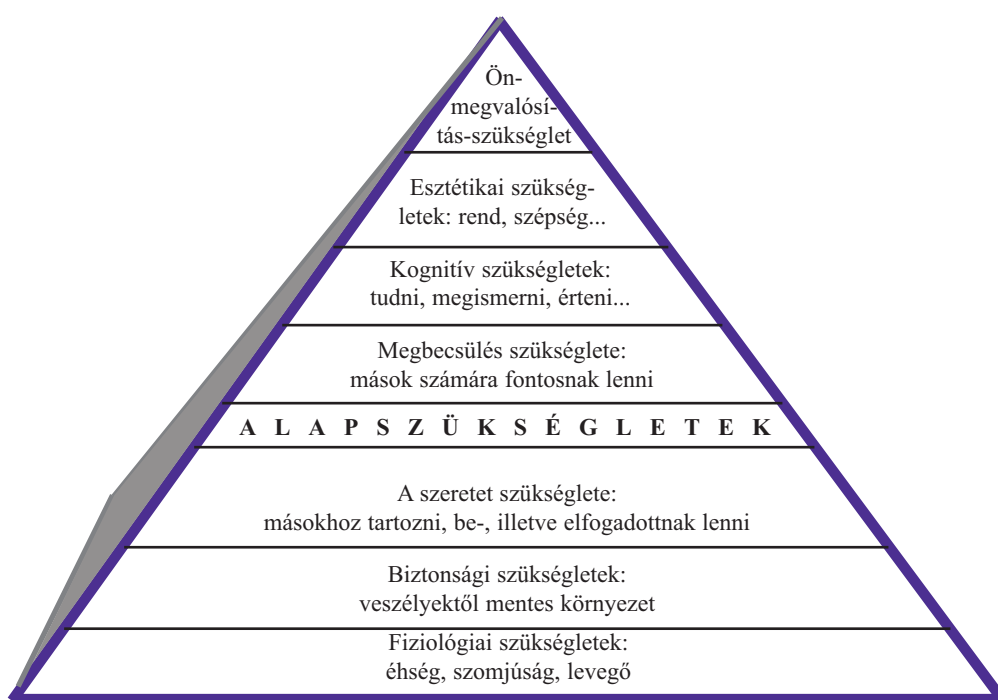 Ön-
megvalósí-
tás-szükséglet
Esztétikai szükség-
letek: rend, szépség...
Kognitív szükségletek:
tudni, megismerni, érteni...
Megbecsülés szükséglete:
mások számára fontosnak lenni
A L A P S Z Ü K S É G L E T E K
A szeretet szükséglete:
másokhoz tartozni, be-, illetve elfogadottnak lenni
Biztonsági szükségletek:
veszélyektől mentes környezet
Fiziológiai szükségletek:
éhség, szomjúság, levegő